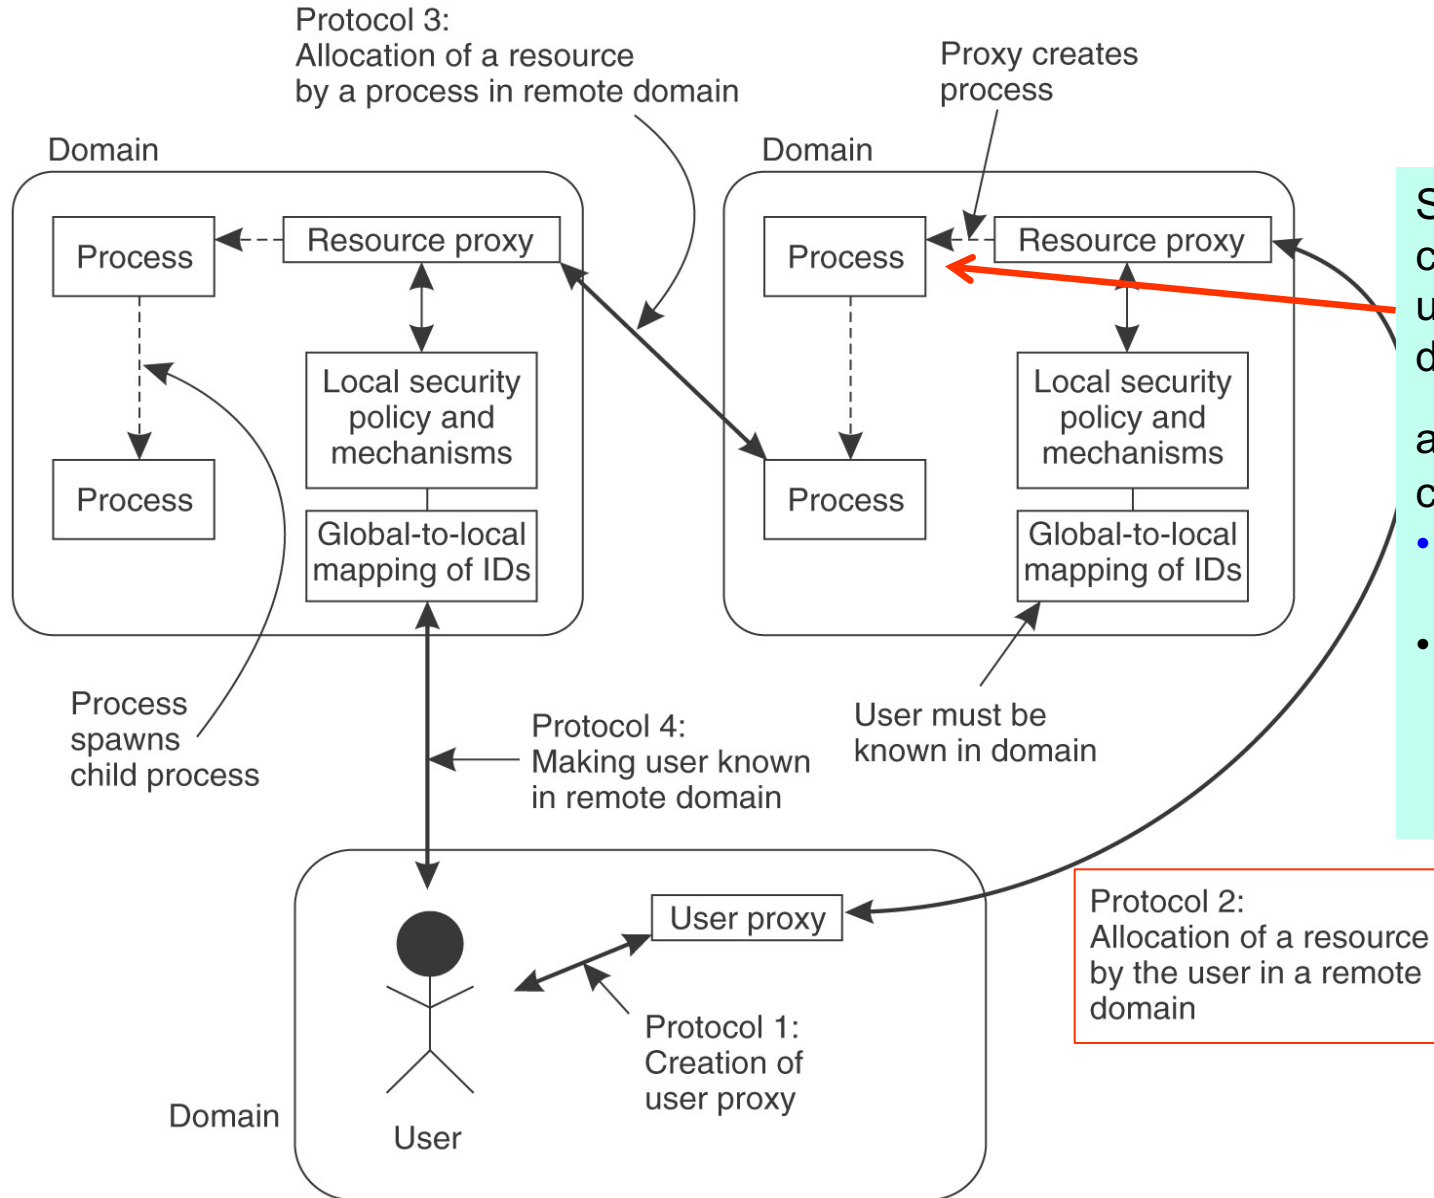 Protocol 3:
Allocation of a resource
by a process in remote domain
Proxy creates
process
Domain
Process
Resource proxy
Local security
policy and
mechanisms
Process
Global-to-local
mapping of IDs
Domain
Process
Resource proxy
Local security
policy and
mechanisms
Process
Global-to-local
mapping of IDs
Process
spawns
child process
Protocol 4:
Making user known
in remote domain
User must be
known in domain
User proxy
Protocol 2:
Allocation of a resource
by the user in a remote
domain
Protocol 1:
Creation of
user proxy
Domain
User